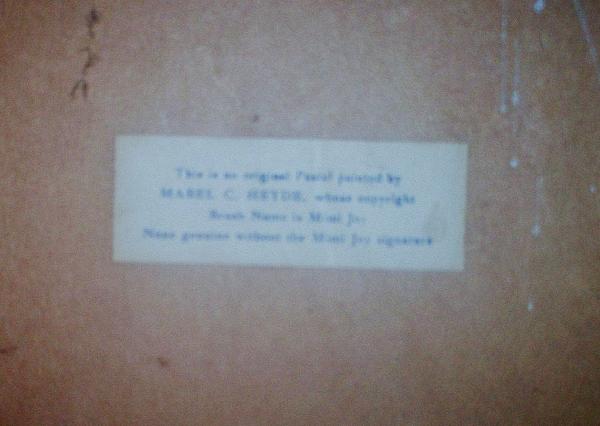 This is an original Pastel painted by
MABEL C. HEYDE, whose copyright
Brush Name is Mimi Joy
None genuine without the Mimi Joy signature